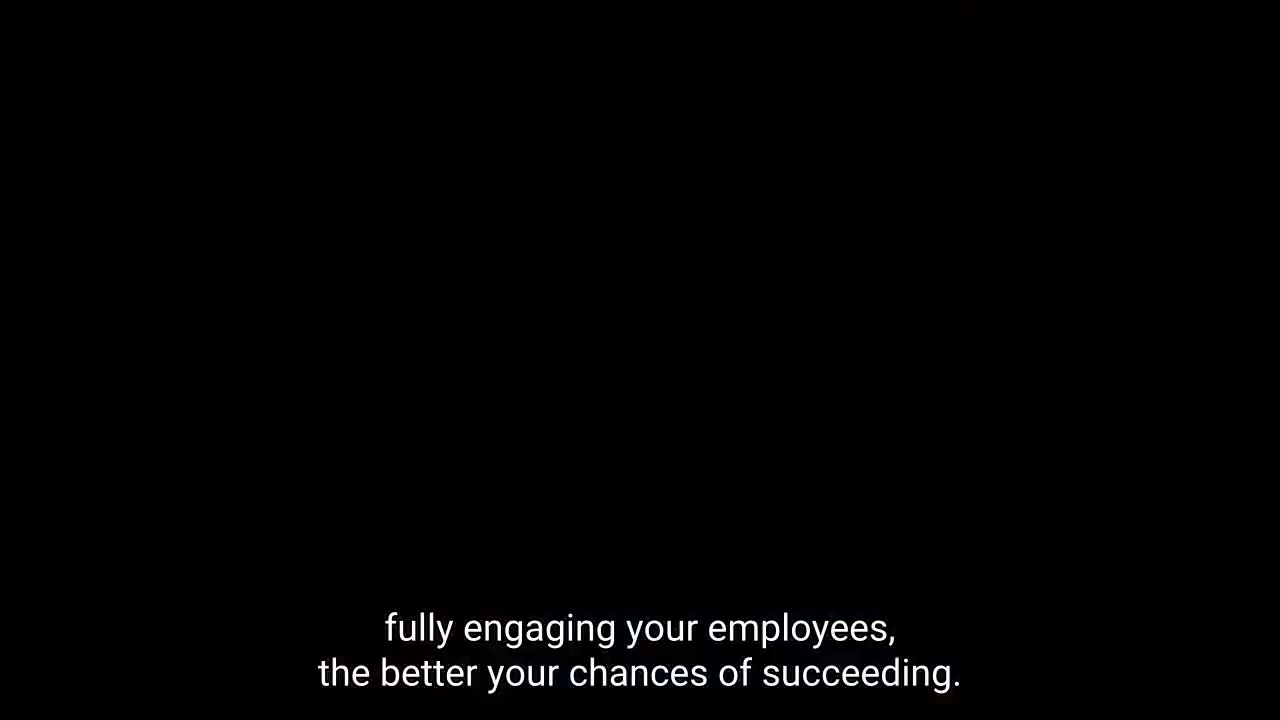 fully engaging your employees,
the better your chances of succeeding.